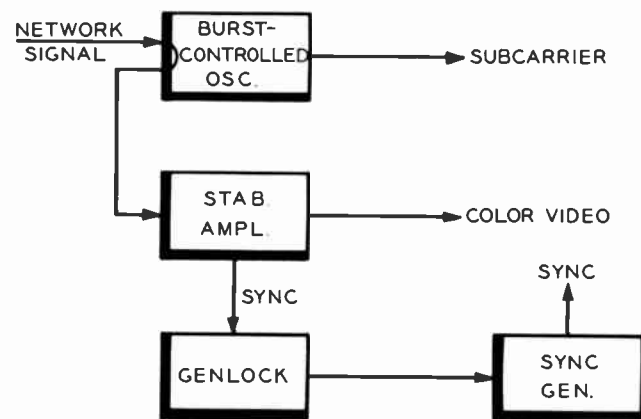 NETWORK
SIGNAL
BURST-
CONTROLLED
OSC.
SUBCARRIER
STAB.
AMPL.
COLOR VIDEO
SYNC
SYNC
GENLOCK
SYNC
GEN.